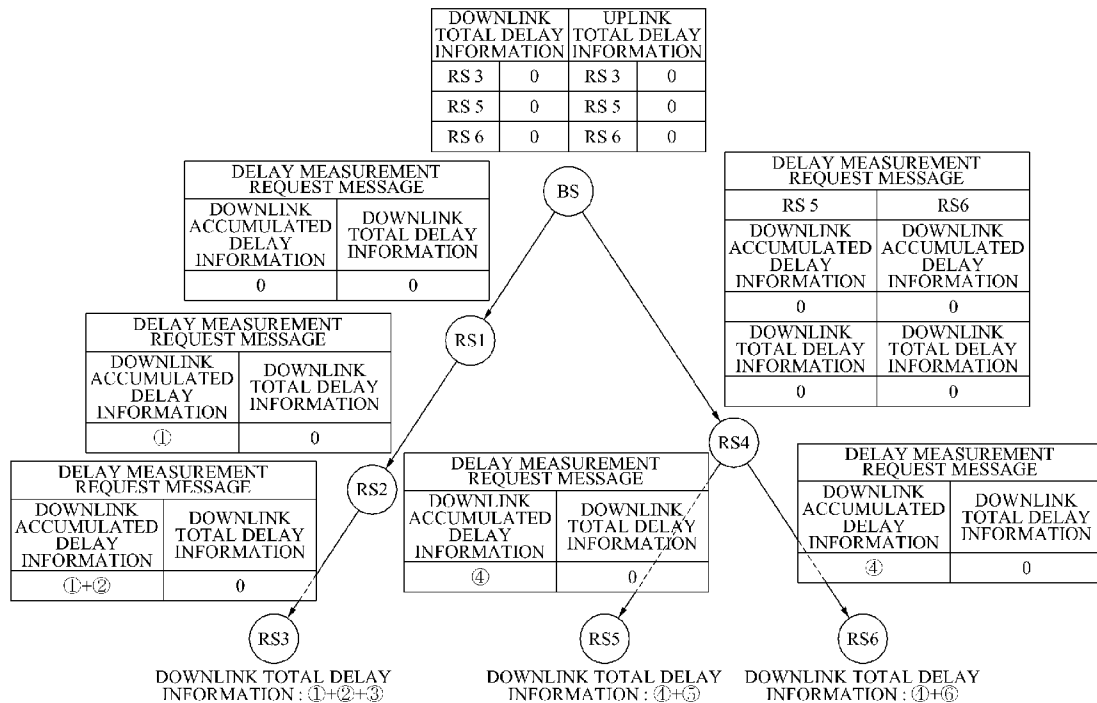 DOWNLINK
TOTAL DELAY
INFORMATION
UPLINK
TOTAL DELAY
INFORMATION
RS 3 0 RS 3 0
RS 5 0 RS 5 0
RS 6 0 RS 6 0
BS
DELAY MEASUREMENT
REQUEST MESSAGE
DOWNLINK
ACCUMULATED
DELAY
INFORMATION
DOWNLINK
TOTAL DELAY
INFORMATION
0 0
DELAY MEASUREMENT
REQUEST MESSAGE
RS 5 RS6
DOWNLINK
ACCUMULATED
DELAY
INFORMATION
DOWNLINK
ACCUMULATED
DELAY
INFORMATION
0 0
DOWNLINK
TOTAL DELAY
INFORMATION
DOWNLINK
TOTAL DELAY
INFORMATION
0 0
RS1
DELAY MEASUREMENT
REQUEST MESSAGE
DOWNLINK
ACCUMULATED
DELAY
INFORMATION
DOWNLINK
TOTAL DELAY
INFORMATION
① 0
RS4
RS2
DELAY MEASUREMENT
REQUEST MESSAGE
DOWNLINK
ACCUMULATED
DELAY
INFORMATION
DOWNLINK
TOTAL DELAY
INFORMATION
①+② 0
DELAY MEASUREMENT
REQUEST MESSAGE
DOWNLINK
ACCUMULATED
DELAY
INFORMATION
DOWNLINK
TOTAL DELAY
INFORMATION
④ 0
DELAY MEASUREMENT
REQUEST MESSAGE
DOWNLINK
ACCUMULATED
DELAY
INFORMATION
DOWNLINK
TOTAL DELAY
INFORMATION
④ 0
RS3
DOWNLINK TOTAL DELAY
INFORMATION : ①+②+③
RS5
DOWNLINK TOTAL DELAY
INFORMATION : ④+⑤
RS6
DOWNLINK TOTAL DELAY
INFORMATION : ④+⑥